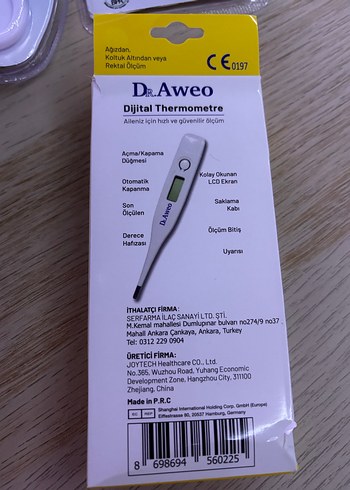 Ağızdan,
Koltuk Altından veya
Rektal Ölçüm
CE 0197
DR. Aweo
Dijital Thermometre
Aileniz için hızlı ve güvenilir ölçüm
Açma/Kapama
Düğmesi
Otomatik
Kapanma
Son
Ölçülen
Derece
Hafızası
Kolay Okunan
LCD Ekran
Saklama
Kabı
Ölçüm Bitiş
Uyarısı
Dr.Aweo
İTHALATÇI FİRMA:
SERFARMA İLAÇ SANAYİ LTD. ŞTİ.
M.Kemal mahallesi Dumlupınar bulvarı no274/9 no37
Mahall Ankara Çankaya, Ankara, Turkey
Tel: 0312 229 0904
ÜRETİCİ FİRMA:
JOYTECH Healthcare CO., Ltd.
No.365, Wuzhou Road, Yuhang Economic
Development Zone, Hangzhou City, 311100
Zhejiang, China
Made in P.R.C
EC REP
Shanghai International Holding Corp. GmbH (Europe)
Eiffestrasse 80, 20537 Hamburg, Germany
8 698694 560225